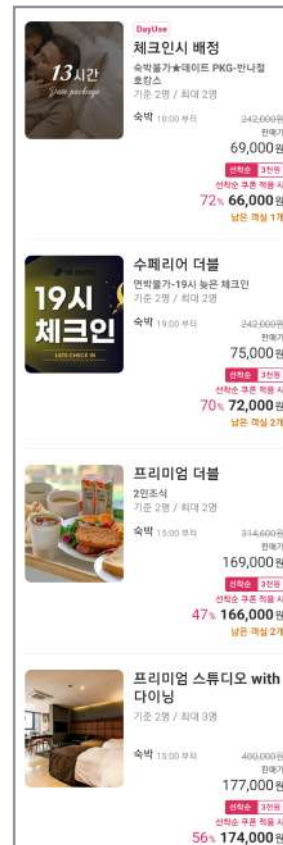 DayUse
체크인시 배정
숙박불가★데이트 PKG-반나절
호캉스
기준 2명 / 최대 2명
13시간
Date package
숙박 10:00 부터
242,000원
판매가
69,000원
선착순 3천원
선착순 쿠폰 적용 시
72% 66,000원
남은 객실 1개
수페리어 더블
연박불가-19시 늦은 체크인
기준 2명 / 최대 2명
19시
체크인
LATE CHECK IN
숙박 19:00 부터
242,000원
판매가
75,000원
선착순 3천원
선착순 쿠폰 적용 시
70% 72,000원
남은 객실 2개
프리미엄 더블
2인조식
기준 2명 / 최대 2명
숙박 15:00 부터
314,600원
판매가
169,000원
선착순 3천원
선착순 쿠폰 적용 시
47% 166,000원
남은 객실 2개
프리미엄 스튜디오 with
다이닝
기준 2명 / 최대 3명
숙박 15:00 부터
400,000원
판매가
177,000원
선착순 3천원
선착순 쿠폰 적용 시
56% 174,000원